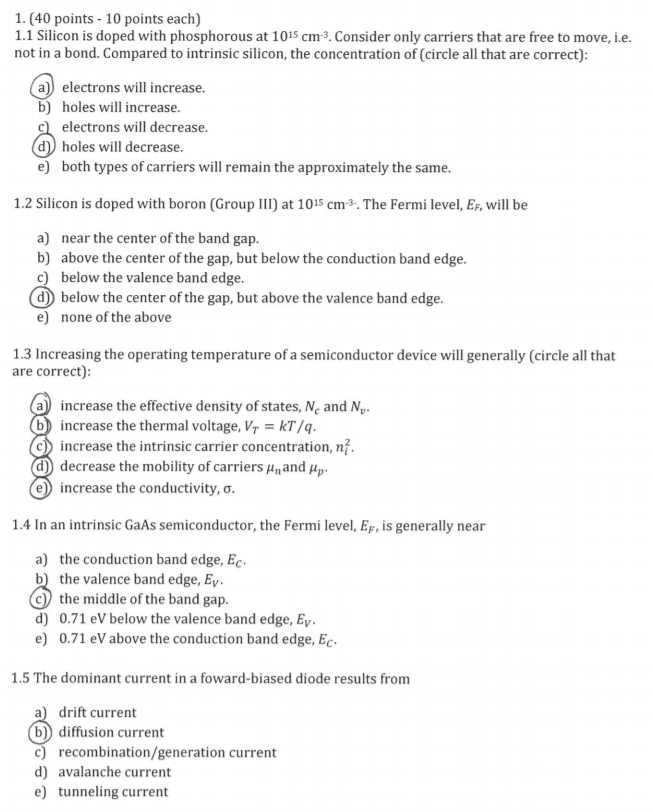 1. (40 points - 10 points each)
1.1 Silicon is doped with phosphorous at 10¹⁵ cm⁻³. Consider only carriers that are free to move, i.e.
not in a bond. Compared to intrinsic silicon, the concentration of (circle all that are correct):
a) electrons will increase.
b) holes will increase.
c) electrons will decrease.
d) holes will decrease.
e) both types of carriers will remain the approximately the same.
1.2 Silicon is doped with boron (Group III) at 10¹⁵ cm⁻³·. The Fermi level, E_F, will be
a) near the center of the band gap.
b) above the center of the gap, but below the conduction band edge.
c) below the valence band edge.
d) below the center of the gap, but above the valence band edge.
e) none of the above
1.3 Increasing the operating temperature of a semiconductor device will generally (circle all that
are correct):
a) increase the effective density of states, N_c and N_v.
b) increase the thermal voltage, V_T = kT/q.
c) increase the intrinsic carrier concentration, n_i².
d) decrease the mobility of carriers μ_n and μ_p.
e) increase the conductivity, σ.
1.4 In an intrinsic GaAs semiconductor, the Fermi level, E_F, is generally near
a) the conduction band edge, E_C.
b) the valence band edge, E_V.
c) the middle of the band gap.
d) 0.71 eV below the valence band edge, E_V.
e) 0.71 eV above the conduction band edge, E_C.
1.5 The dominant current in a foward-biased diode results from
a) drift current
b) diffusion current
c) recombination/generation current
d) avalanche current
e) tunneling current